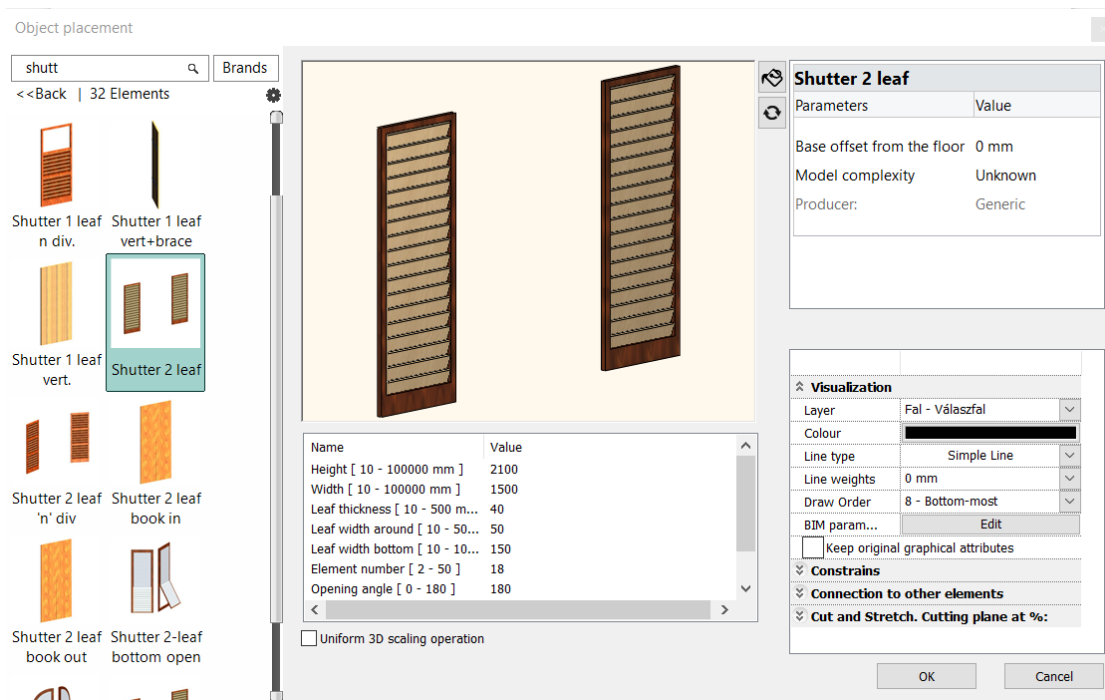 Object placement
shutt
Brands
<<Back | 32 Elements
Shutter 1 leaf n div.
Shutter 1 leaf vert+brace
Shutter 1 leaf vert.
Shutter 2 leaf
Shutter 2 leaf 'n' div
Shutter 2 leaf book in
Shutter 2 leaf book out
Shutter 2-leaf bottom open
Name Value
Height [ 10 - 100000 mm ] 2100
Width [ 10 - 100000 mm ] 1500
Leaf thickness [ 10 - 500 m... 40
Leaf width around [ 10 - 50... 50
Leaf width bottom [ 10 - 10... 150
Element number [ 2 - 50 ] 18
Opening angle [ 0 - 180 ] 180
Uniform 3D scaling operation
Shutter 2 leaf
Parameters Value
Base offset from the floor 0 mm
Model complexity Unknown
Producer: Generic
Visualization
Layer Fal - Válaszfal
Colour
Line type Simple Line
Line weights 0 mm
Draw Order 8 - Bottom-most
BIM param... Edit
Keep original graphical attributes
Constrains
Connection to other elements
Cut and Stretch. Cutting plane at %:
OK Cancel